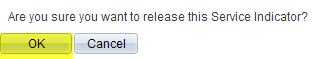 Are you sure you want to release this Service Indicator?
OK Cancel